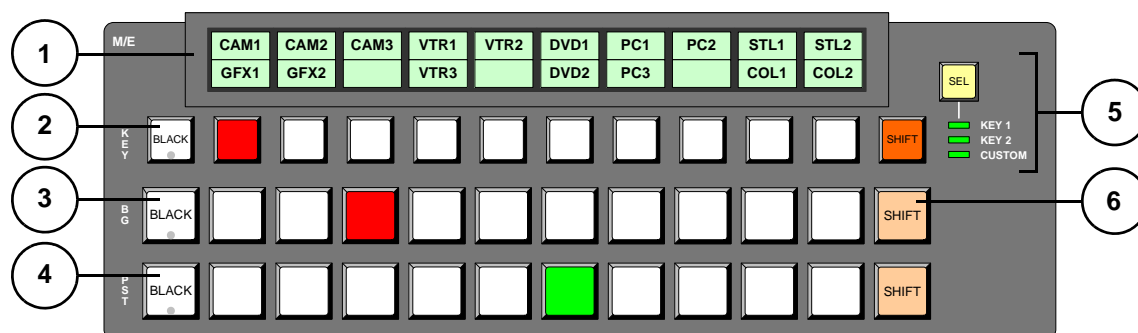 M/E
CAM1 CAM2 CAM3 VTR1 VTR2 DVD1 PC1 PC2 STL1 STL2
GFX1 GFX2 VTR3 DVD2 PC3 COL1 COL2
SEL
KEY 1
KEY 2
CUSTOM
KEY BLACK SHIFT
BG BLACK SHIFT
PST BLACK SHIFT
1
2
3
4
5
6